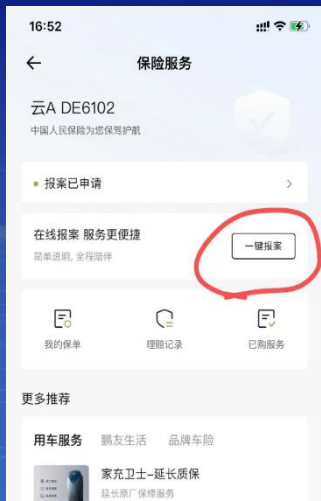 16:52
保险服务
云A DE6102
中国人民保险为您保驾护航
报案已申请
在线报案 服务更便捷
一键报案
简单透明, 全程陪伴
我的保单
理赔记录
已购服务
更多推荐
用车服务 鹏友生活 品牌车险
家充卫士-延长质保
延长原厂保修服务